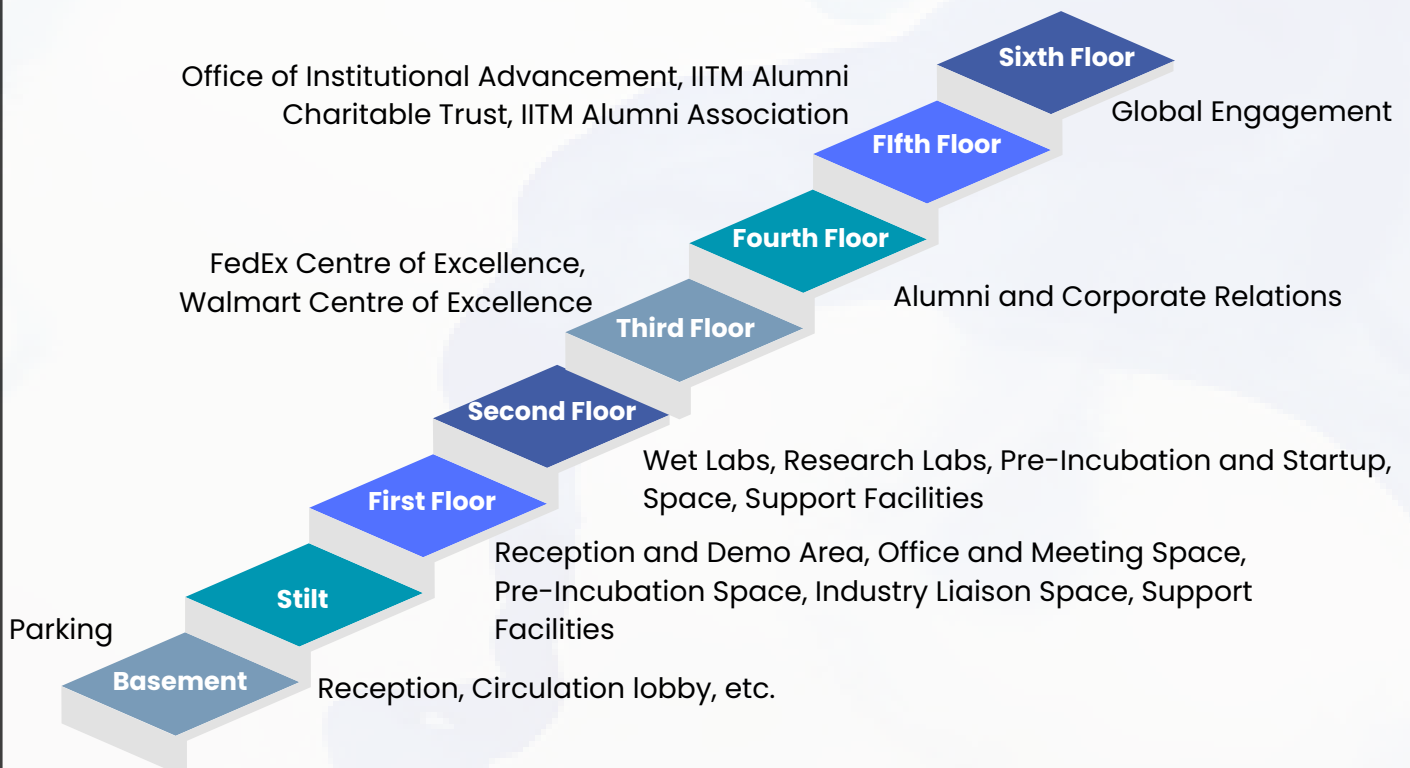 Sixth Floor
Office of Institutional Advancement, IITM Alumni
Charitable Trust, IITM Alumni Association
Global Engagement
FIfth Floor
Fourth Floor
FedEx Centre of Excellence,
Walmart Centre of Excellence
Alumni and Corporate Relations
Third Floor
Second Floor
Wet Labs, Research Labs, Pre-Incubation and Startup,
Space, Support Facilities
First Floor
Reception and Demo Area, Office and Meeting Space,
Pre-Incubation Space, Industry Liaison Space, Support
Facilities
Stilt
Parking
Basement
Reception, Circulation lobby, etc.